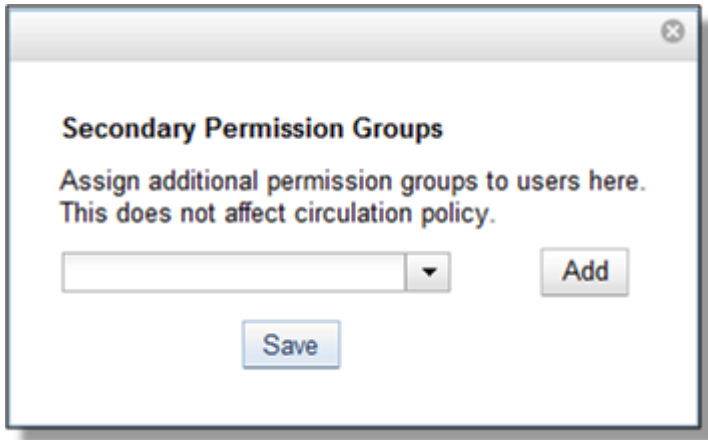 Secondary Permission Groups
Assign additional permission groups to users here.
This does not affect circulation policy.
Add
Save